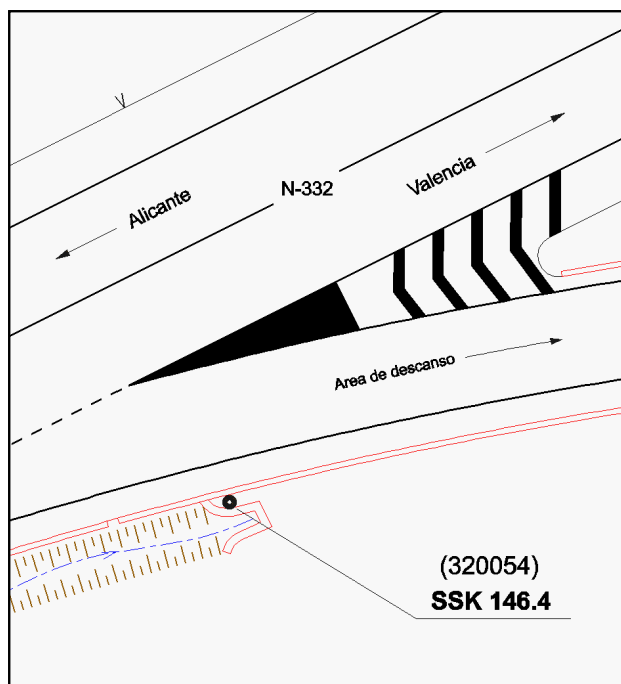 Alicante
N-332
Valencia
Area de descanso
(320054)
SSK 146.4